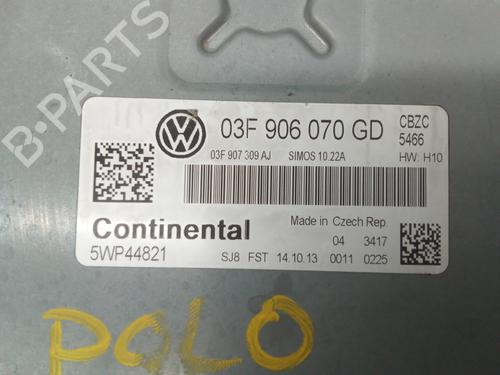 B-PARTS
03F 906 070 GD
CBZC
5466
03F 907 309 AJ SIMOS 10.22A
HW: H10
Continental
Made in Czech Rep.
5WP44821
04 3417
SJ8 FST 14.10.13 0011 0225
POLO